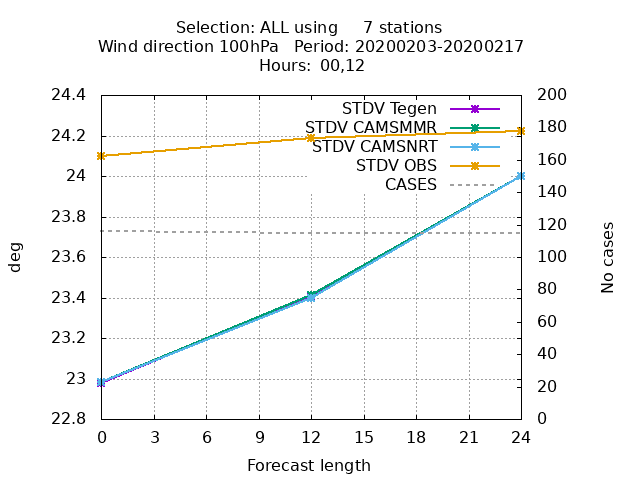 Selection: ALL using 7 stations
Wind direction 100hPa Period: 20200203-20200217
Hours: 00,12
24.4
24.2
24
23.8
23.6
23.4
23.2
23
22.8
deg
STDV Tegen
STDV CAMSMMR
STDV CAMSNRT
STDV OBS
CASES
200
180
160
140
120
100
80
60
40
20
0
No cases
0 3 6 9 12 15 18 21 24
Forecast length